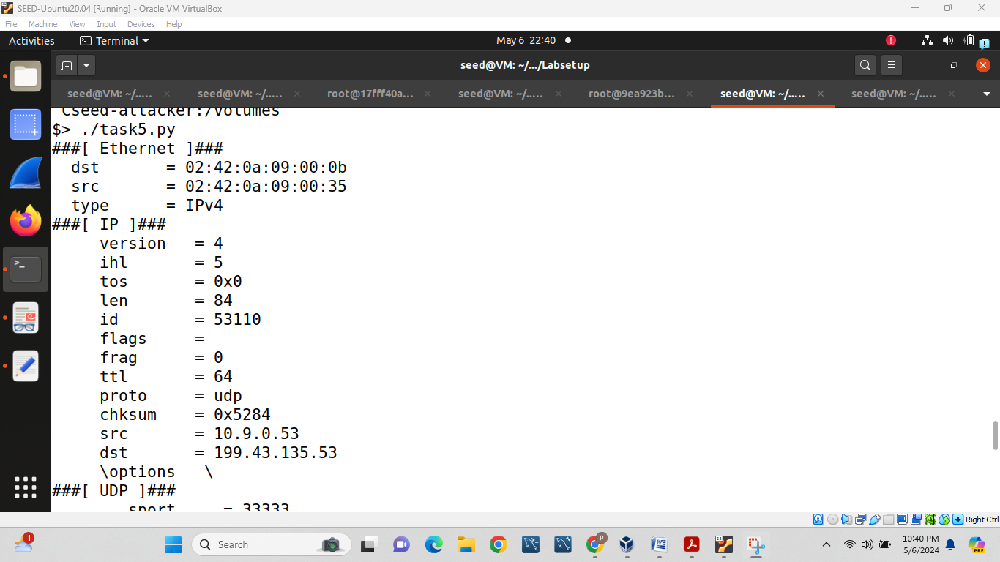 SEED-Ubuntu20.04 [Running] - Oracle VM VirtualBox
File Machine View Input Devices Help
Activities Terminal May 6 22:40
seed@VM: ~/.../Labsetup
seed@VM: ~/..... seed@VM: ~/..... root@17fff40a... seed@VM: ~/..... root@9ea923b... seed@VM: ~/..... seed@VM: ~/.....
^Cseed-attacker:/volumes
$> ./task5.py
###[ Ethernet ]###
dst = 02:42:0a:09:00:0b
src = 02:42:0a:09:00:35
type = IPv4
###[ IP ]###
version = 4
ihl = 5
tos = 0x0
len = 84
id = 53110
flags =
frag = 0
ttl = 64
proto = udp
chksum = 0x5284
src = 10.9.0.53
dst = 199.43.135.53
\options \
###[ UDP ]###
sport = 33333
Right Ctrl
1 Search P 64 PRE
10:40 PM
5/6/2024